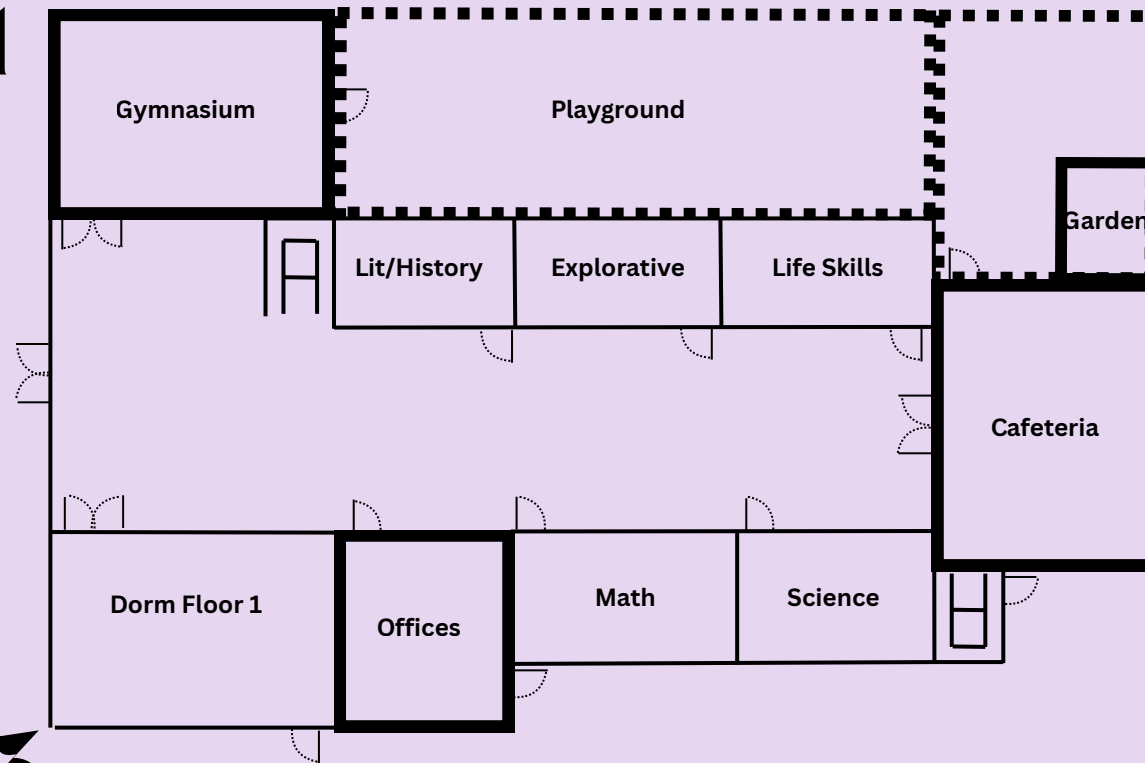 Gymnasium
Playground
Garden
Lit/History
Explorative
Life Skills
Cafeteria
Dorm Floor 1
Offices
Math
Science